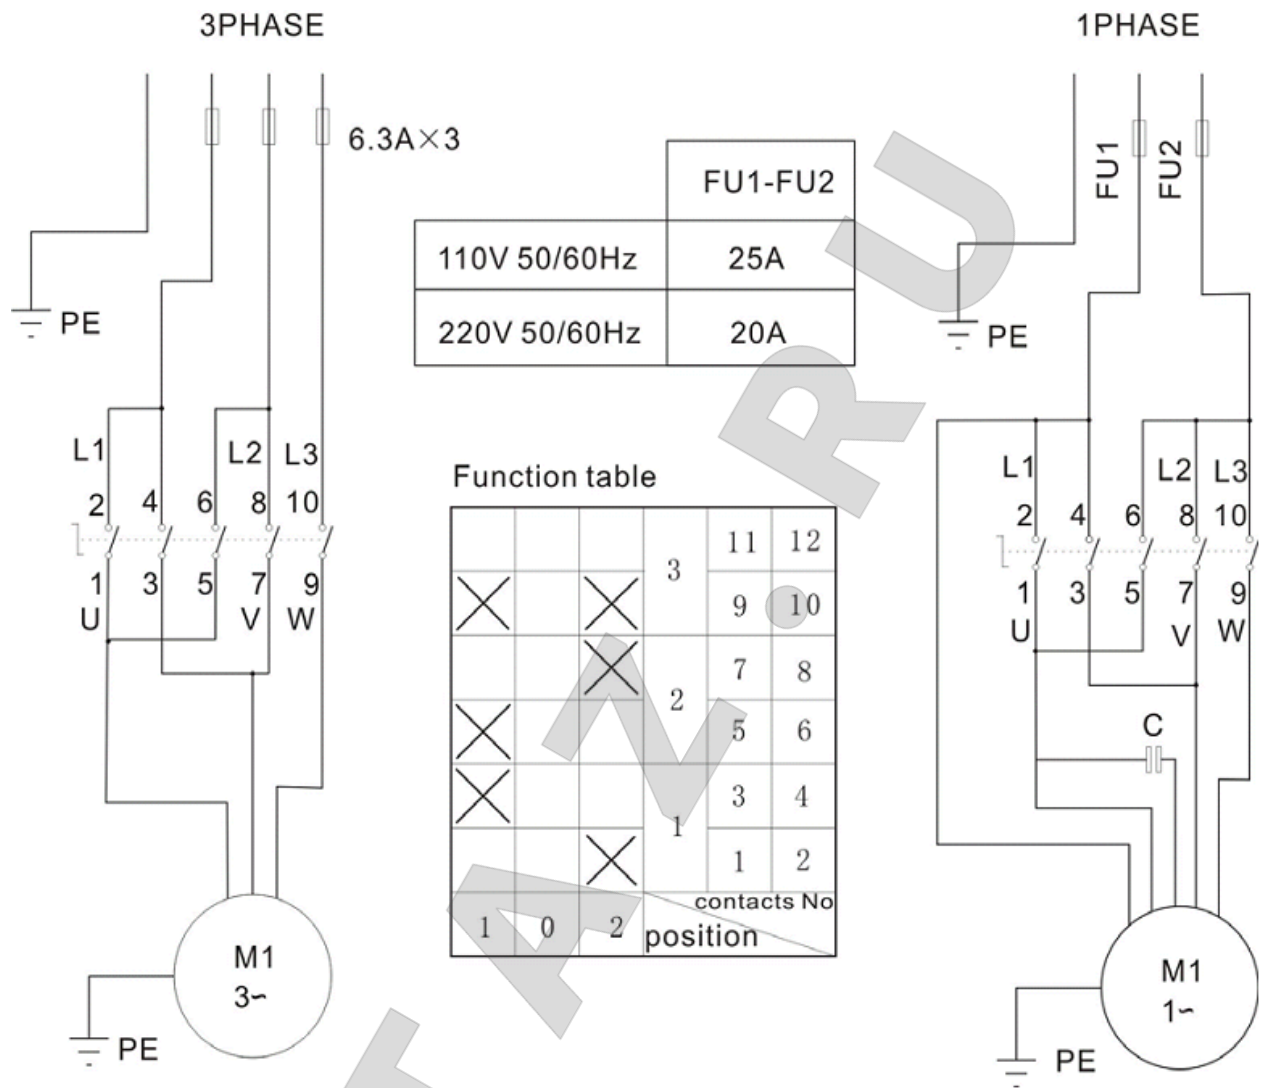 3PHASE
1PHASE
6.3A×3
FU1
FU2
FU1-FU2
110V 50/60Hz
25A
220V 50/60Hz
20A
PE
PE
L1
L2
L3
2
4
6
8
10
1
3
5
7
9
U
V
W
M1
3~
PE
Function table
3
11
12
9
10
2
7
8
5
6
1
3
4
1
2
contacts No
1
0
2
position
L1
L2
L3
2
4
6
8
10
1
3
5
7
9
U
V
W
C
M1
1~
PE
TAZ.RU